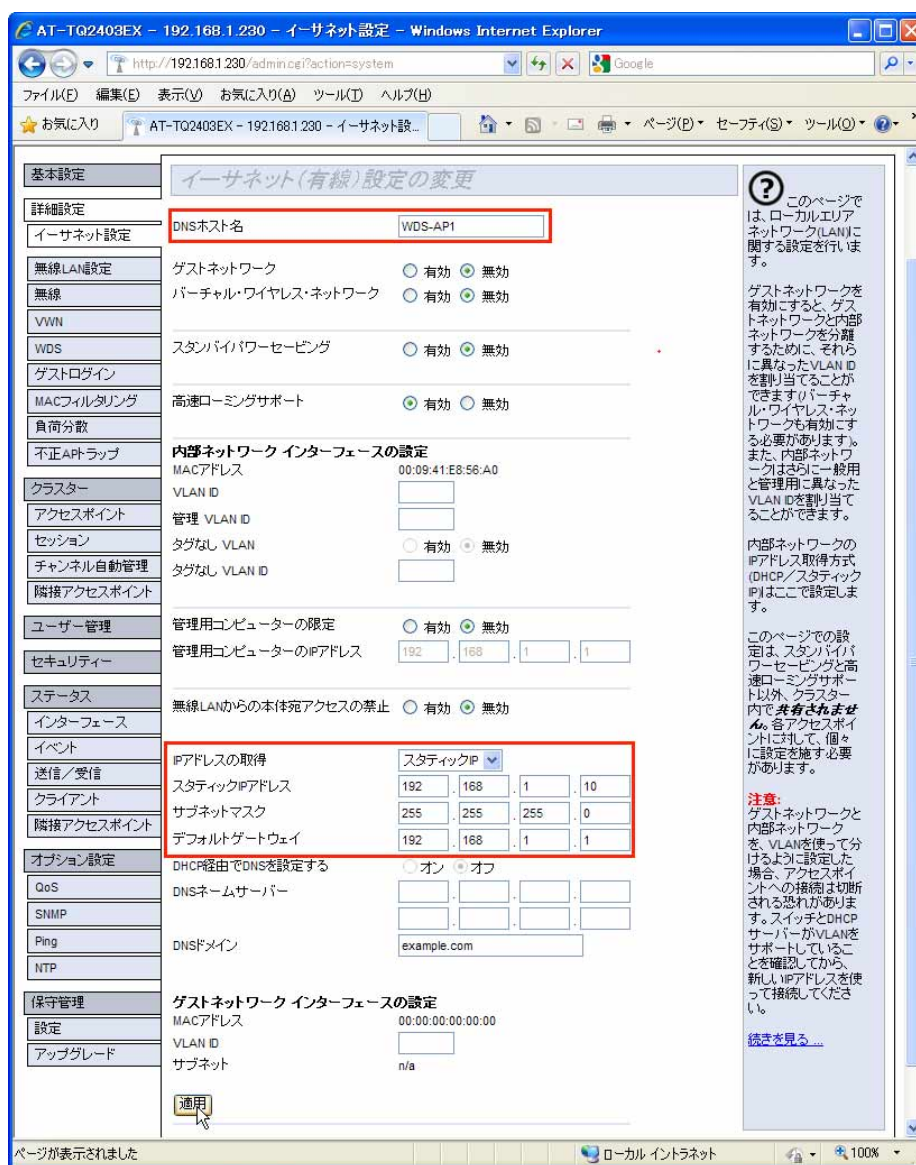 AT-TQ2403EX - 192.168.1.230 - イーサネット設定 - Windows Internet Explorer
http://192.168.1.230/admin.cgi?action=system
Google
ファイル(F) 編集(E) 表示(V) お気に入り(A) ツール(T) ヘルプ(H)
お気に入り
AT-TQ2403EX - 192.168.1.230 - イーサネット設...
ページ(P) セーフティ(S) ツール(O)
基本設定
詳細設定
イーサネット設定
無線LAN設定
無線
VWN
WDS
ゲストログイン
MACフィルタリング
負荷分散
不正APトラップ
クラスター
アクセスポイント
セッション
チャンネル自動管理
隣接アクセスポイント
ユーザー管理
セキュリティー
ステータス
インターフェース
イベント
送信/受信
クライアント
隣接アクセスポイント
オプション設定
QoS
SNMP
Ping
NTP
保守管理
設定
アップグレード
イーサネット(有線)設定の変更
DNSホスト名 WDS-AP1
ゲストネットワーク 有効 無効
バーチャル・ワイヤレス・ネットワーク 有効 無効
スタンバイパワーセービング 有効 無効
高速ローミングサポート 有効 無効
内部ネットワーク インターフェースの設定
MACアドレス 00:09:41:E8:56:A0
VLAN ID
管理 VLAN ID
タグなし VLAN 有効 無効
タグなし VLAN ID
管理用コンピューターの限定 有効 無効
管理用コンピューターのIPアドレス 192 . 168 . 1 . 1
無線LANからの本体宛アクセスの禁止 有効 無効
IPアドレスの取得 スタティックIP
スタティックIPアドレス 192 . 168 . 1 . 10
サブネットマスク 255 . 255 . 255 . 0
デフォルトゲートウェイ 192 . 168 . 1 . 1
DHCP経由でDNSを設定する オン オフ
DNSネームサーバー . . .
. . .
DNSドメイン example.com
ゲストネットワーク インターフェースの設定
MACアドレス 00:00:00:00:00:00
VLAN ID
サブネット n/a
適用
?
このページで
は、ローカルエリア
ネットワーク(LAN)に
関する設定を行いま
す。
ゲストネットワークを
有効にすると、ゲス
トネットワークと内部
ネットワークを分離
するために、それら
に異なったVLAN ID
を割り当てることが
できます(バーチャ
ル・ワイヤレス・ネッ
トワークも有効にす
る必要があります)。
また、内部ネットワ
ークはさらに一般用
と管理用に異なった
VLAN IDを割り当て
ることができます。
内部ネットワークの
IPアドレス取得方式
(DHCP/スタティック
IP)はここで設定しま
す。
このページでの設
定は、スタンバイパ
ワーセービングと高
速ローミングサポー
ト以外、クラスター
内で共有されませ
ん。各アクセスポイ
ントに対して、個々
に設定を施す必要
があります。
注意:
ゲストネットワークと
内部ネットワーク
を、VLANを使って分
けるように設定した
場合、アクセスポイ
ントへの接続は切断
される恐れがありま
す。スイッチとDHCP
サーバーがVLANを
サポートしているこ
とを確認してから、
新しいIPアドレスを使
って接続してくださ
い。
続きを見る ...
ページが表示されました
ローカル イントラネット
100%